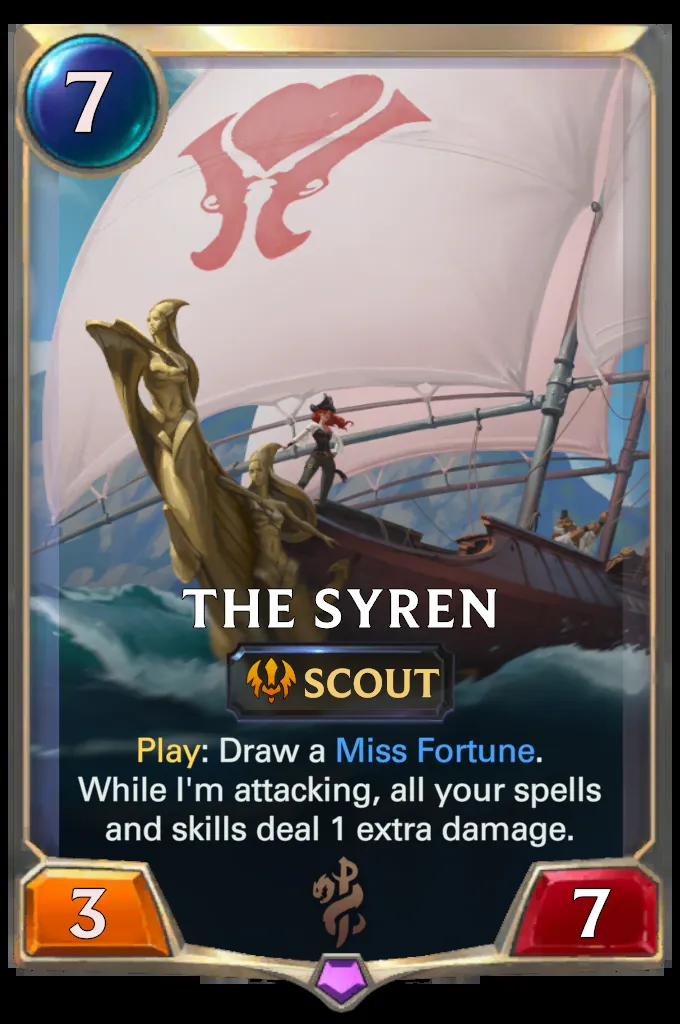 7
THE SYREN
SCOUT
Play: Draw a Miss Fortune.
While I'm attacking, all your spells
and skills deal 1 extra damage.
3
7